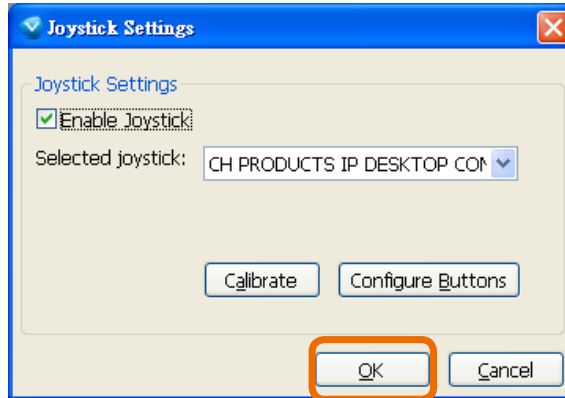 Joystick Settings
Joystick Settings
Enable Joystick
Selected joystick: CH PRODUCTS IP DESKTOP CON
Calibrate Configure Buttons
OK Cancel